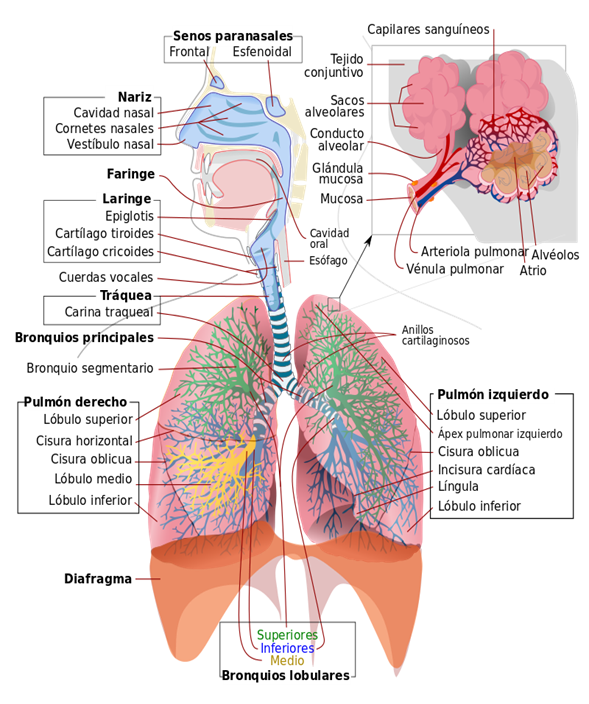 Senos paranasales
Frontal
Esfenoidal
Nariz
Cavidad nasal
Cornetes nasales
Vestíbulo nasal
Faringe
Laringe
Epiglotis
Cartílago tiroides
Cartílago cricoides
Cuerdas vocales
Tráquea
Carina traqueal
Bronquios principales
Bronquio segmentario
Pulmón derecho
Lóbulo superior
Cisura horizontal
Cisura oblicua
Lóbulo medio
Lóbulo inferior
Diafragma
Capilares sanguíneos
Tejido
conjuntivo
Sacos
alveolares
Conducto
alveolar
Glándula
mucosa
Mucosa
Cavidad
oral
Esófago
Arteriola pulmonar
Alvéolos
Vénula pulmonar
Atrio
Anillos
cartilaginosos
Pulmón izquierdo
Lóbulo superior
Ápex pulmonar izquierdo
Cisura oblicua
Incisura cardíaca
Língula
Lóbulo inferior
Superiores
Inferiores
Medio
Bronquios lobulares